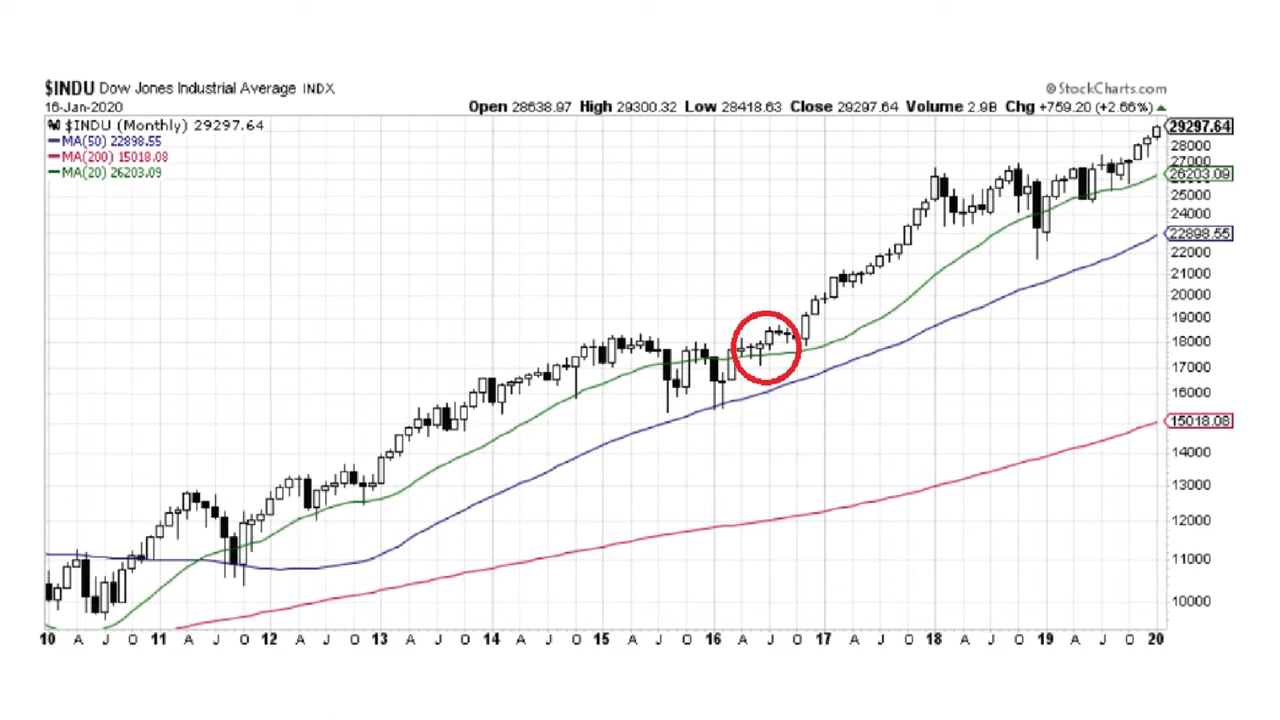 $INDU Dow Jones Industrial Average INDX
© StockCharts.com
16-Jan-2020
Open 28638.97 High 29300.32 Low 28418.63 Close 29297.64 Volume 2.9B Chg +759.20 (+2.66%)
$INDU (Monthly) 29297.64
MA(50) 22898.55
MA(200) 15018.08
MA(20) 26203.09
29297.64
28000
27000
26203.09
25000
24000
22898.55
22000
21000
20000
19000
18000
17000
16000
15018.08
14000
13000
12000
11000
10000
10 A J O 11 A J O 12 A J O 13 A J O 14 A J O 15 A J O 16 A J O 17 A J O 18 A J O 19 A J O 20